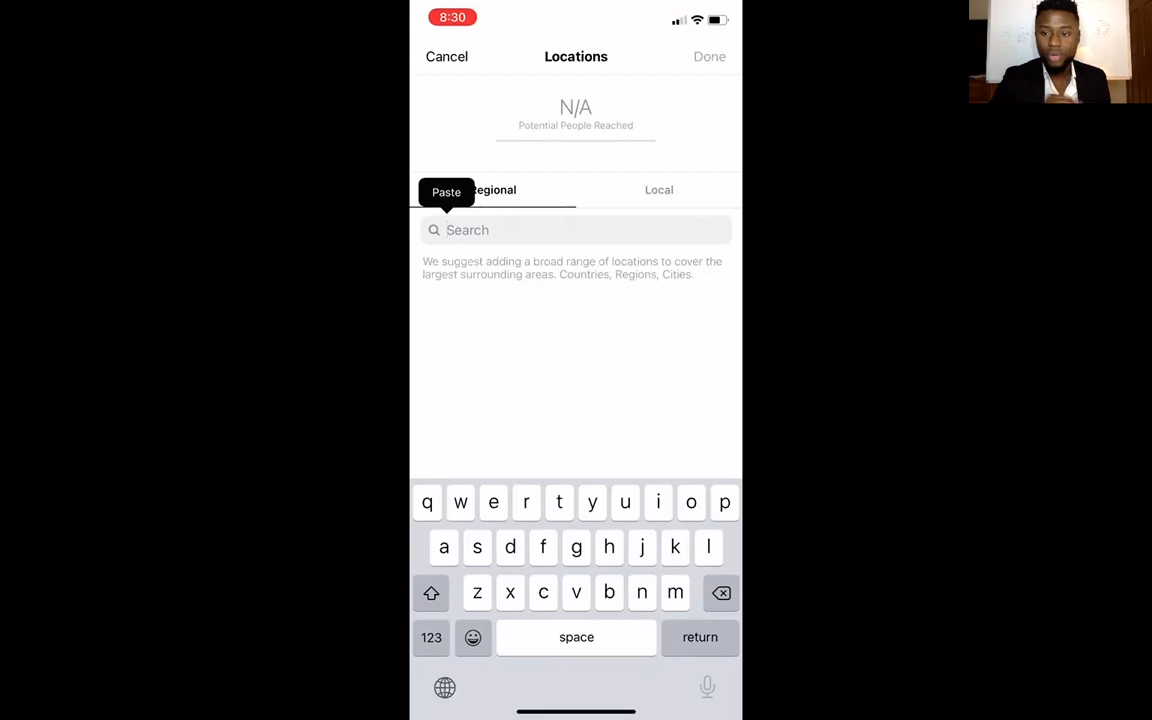 8:30
Cancel
Locations
Done
N/A
Potential People Reached
Paste
egional
Local
Search
We suggest adding a broad range of locations to cover the
largest surrounding areas. Countries, Regions, Cities.
q w e r t y u i o p
a s d f g h j k l
z x c v b n m
123
space
return